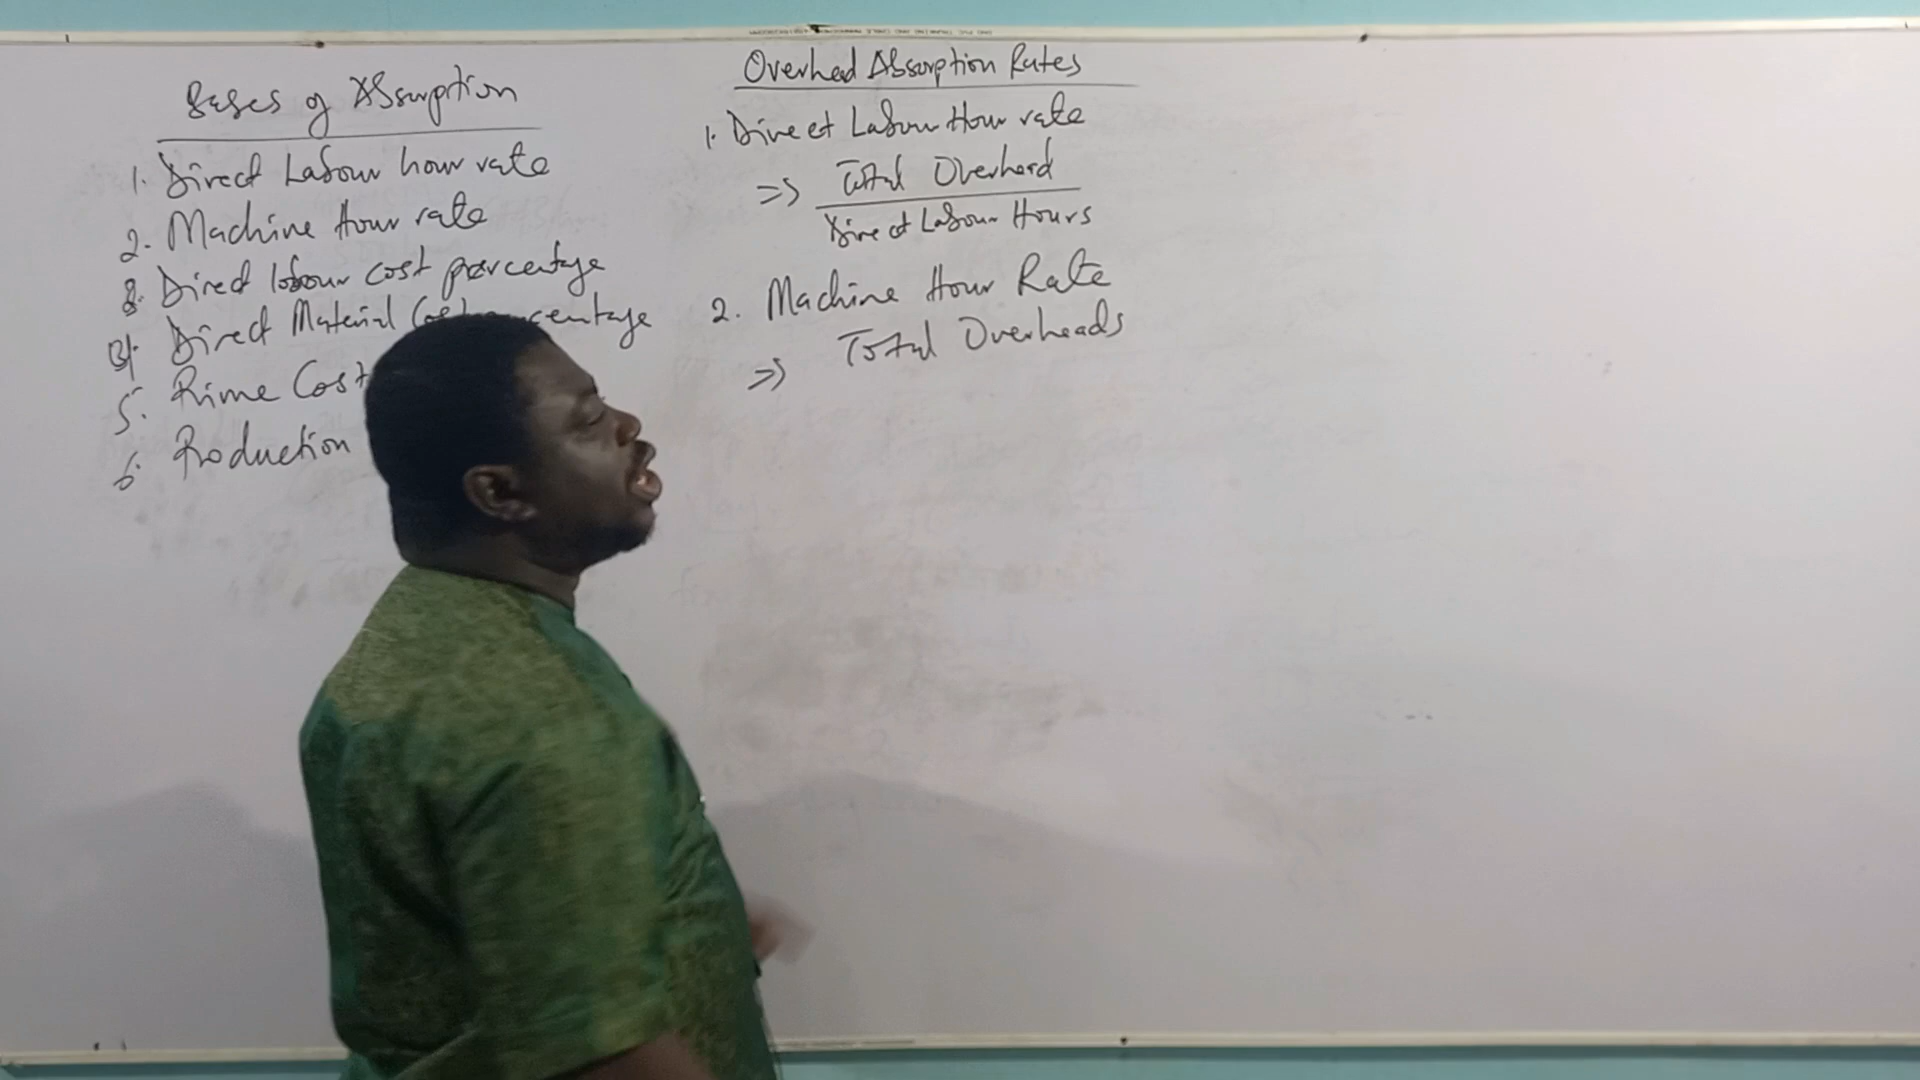 Bases of Absorption
1. Direct Labour hour rate
2. Machine Hour rate
3. Direct labour cost percentage
4. Direct Material Cost centage
5. Prime Cost
6. Production
Overhead Absorption Rates
1. Direct Labour Hour rate
=> Total Overhead
Direct Labour Hours
2. Machine Hour Rate
=> Total Overheads